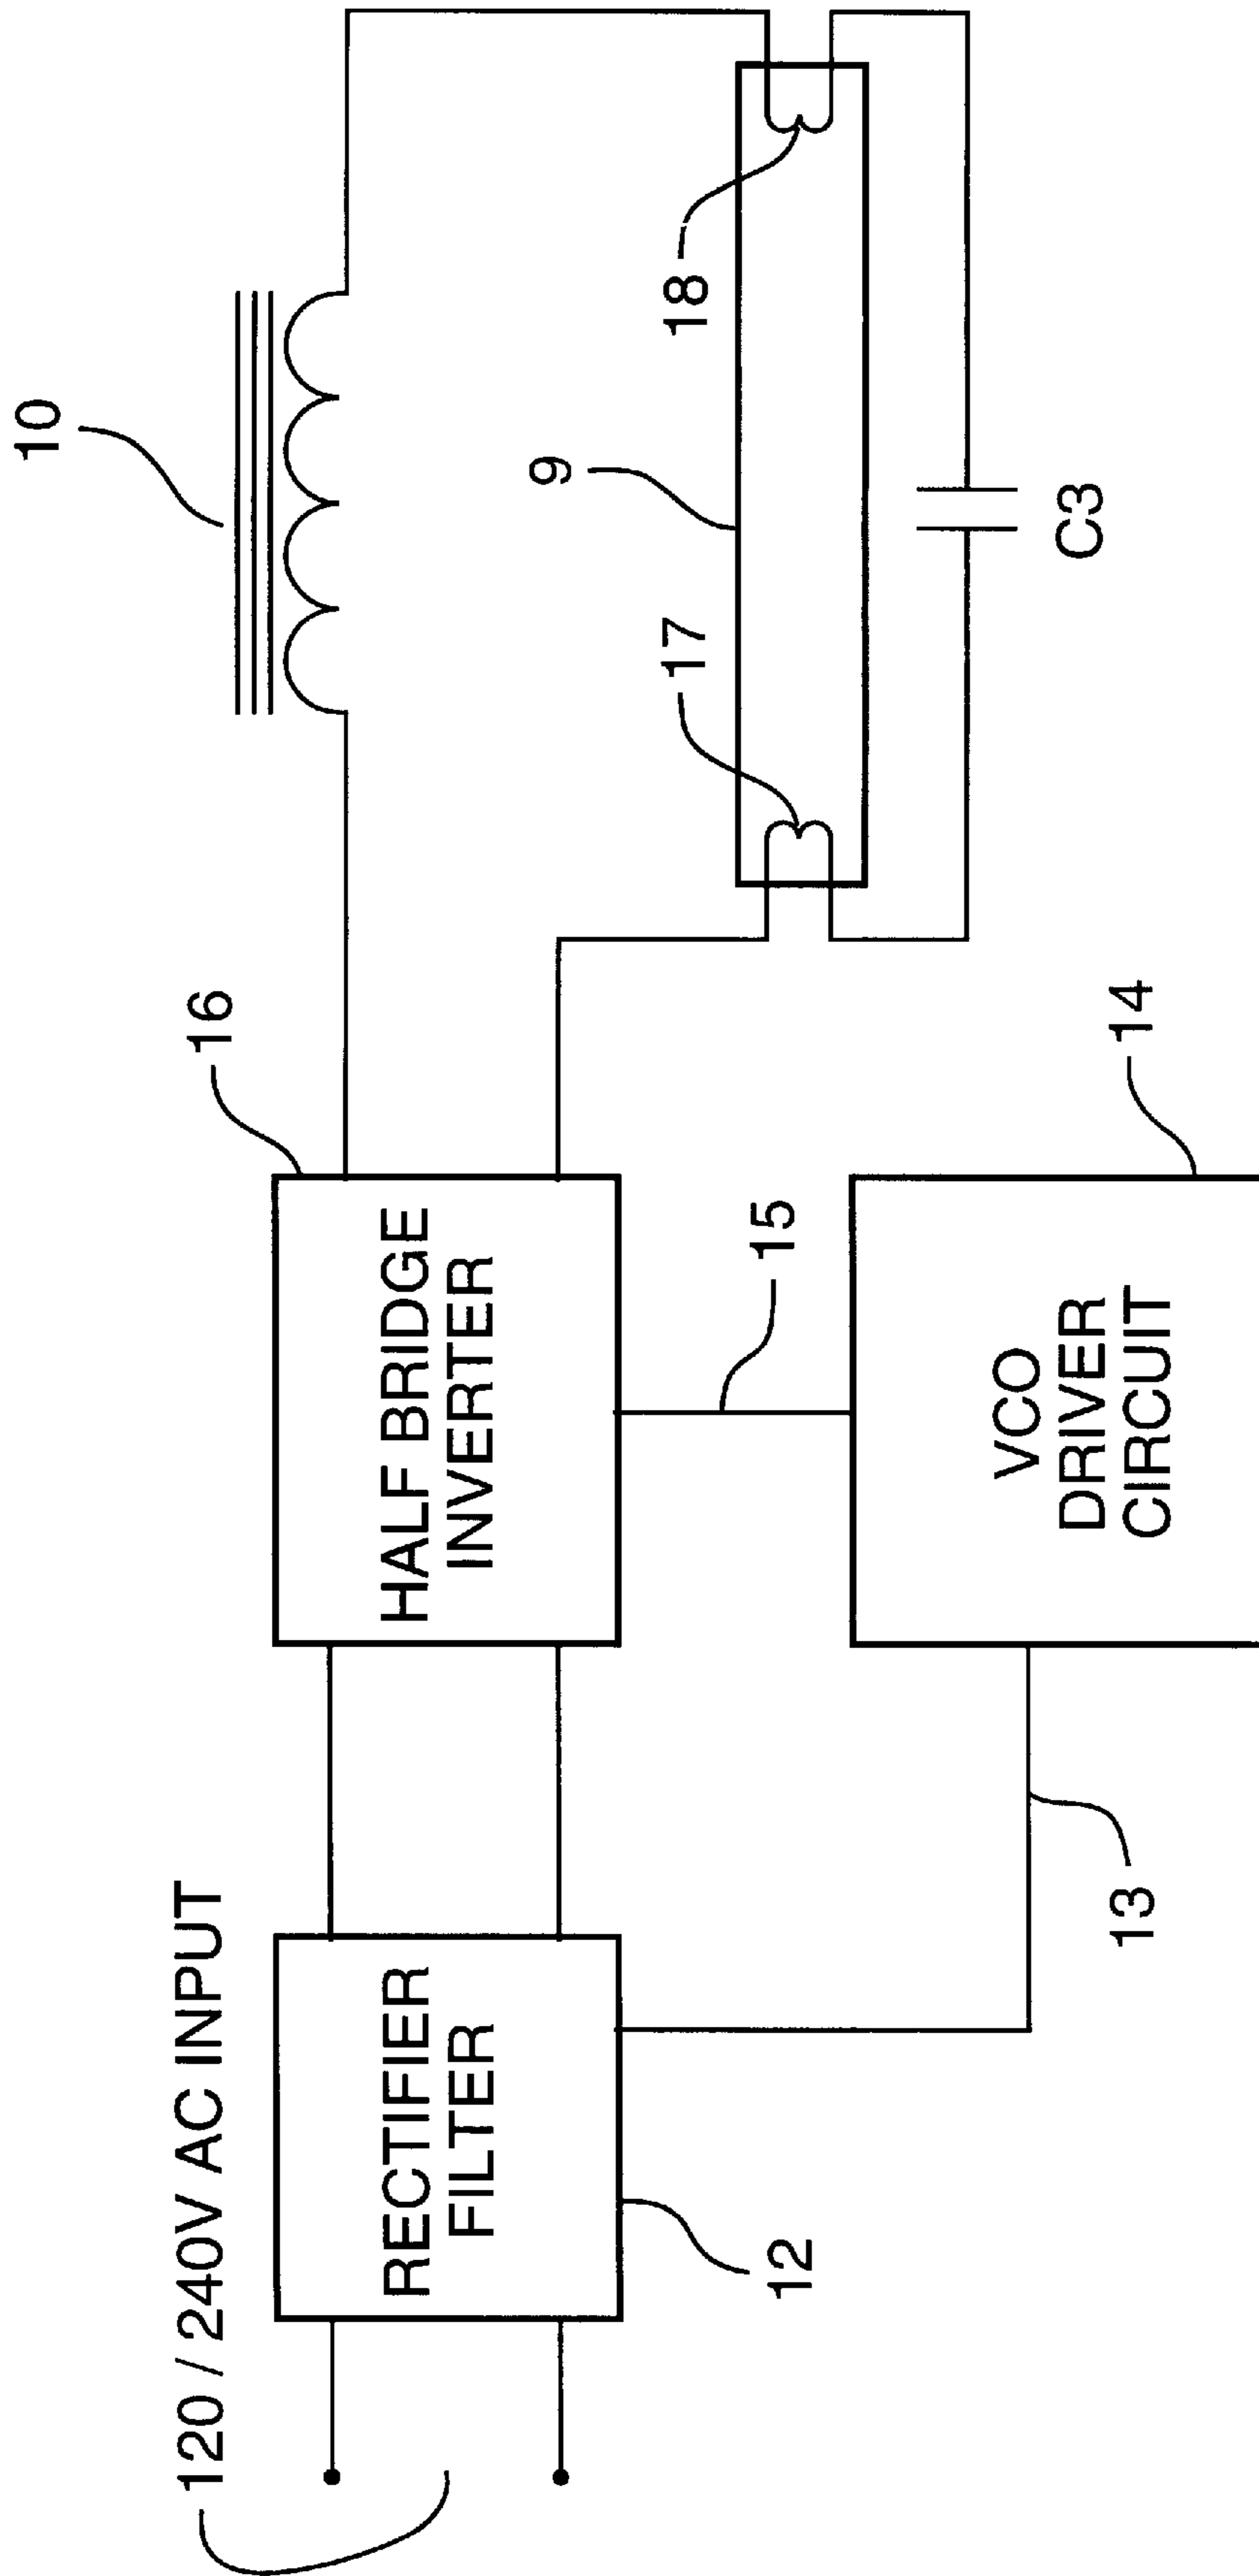 120 / 240V AC INPUT
RECTIFIER
FILTER
12
13
HALF BRIDGE
INVERTER
16
15
VCO
DRIVER
CIRCUIT
14
10
9
17
18
C3